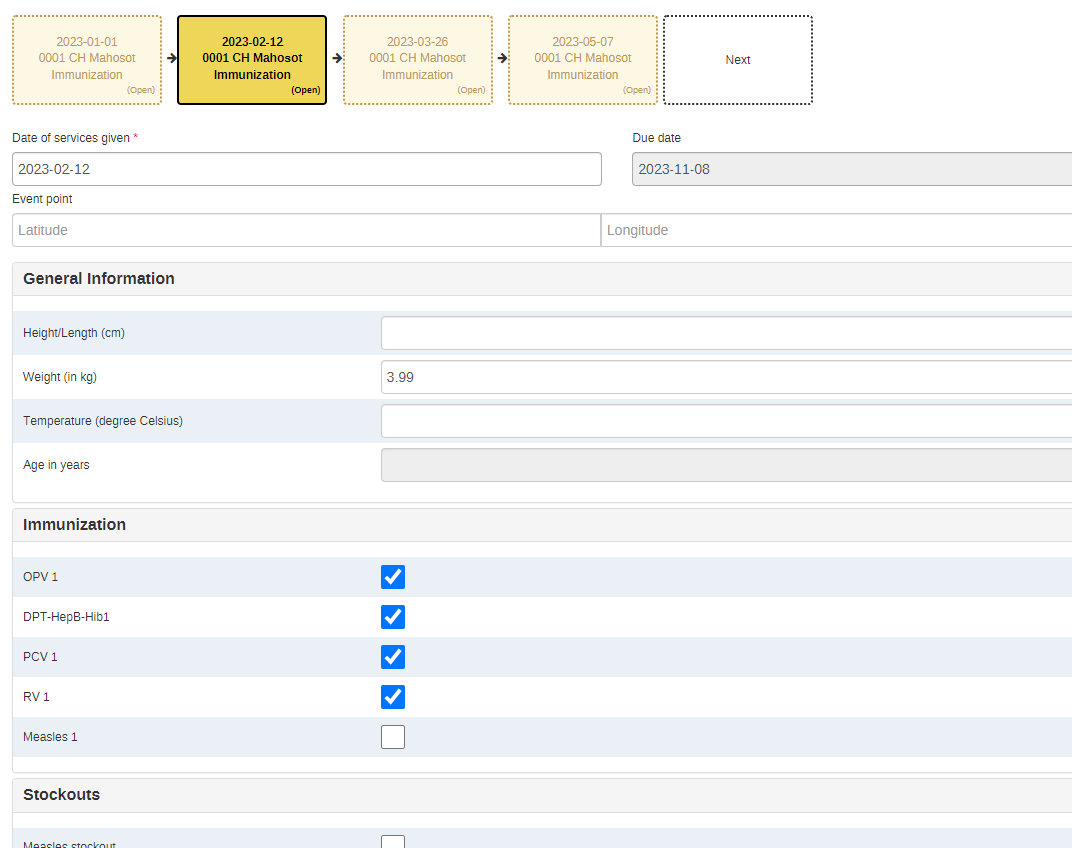 2023-01-01
0001 CH Mahosot
Immunization
(Open)
2023-02-12
0001 CH Mahosot
Immunization
(Open)
2023-03-26
0001 CH Mahosot
Immunization
(Open)
2023-05-07
0001 CH Mahosot
Immunization
(Open)
Next
Date of services given *
2023-02-12
Due date
2023-11-08
Event point
Latitude
Longitude
General Information
Height/Length (cm)
Weight (in kg)
3.99
Temperature (degree Celsius)
Age in years
Immunization
OPV 1
DPT-HepB-Hib1
PCV 1
RV 1
Measles 1
Stockouts
Measles stockout